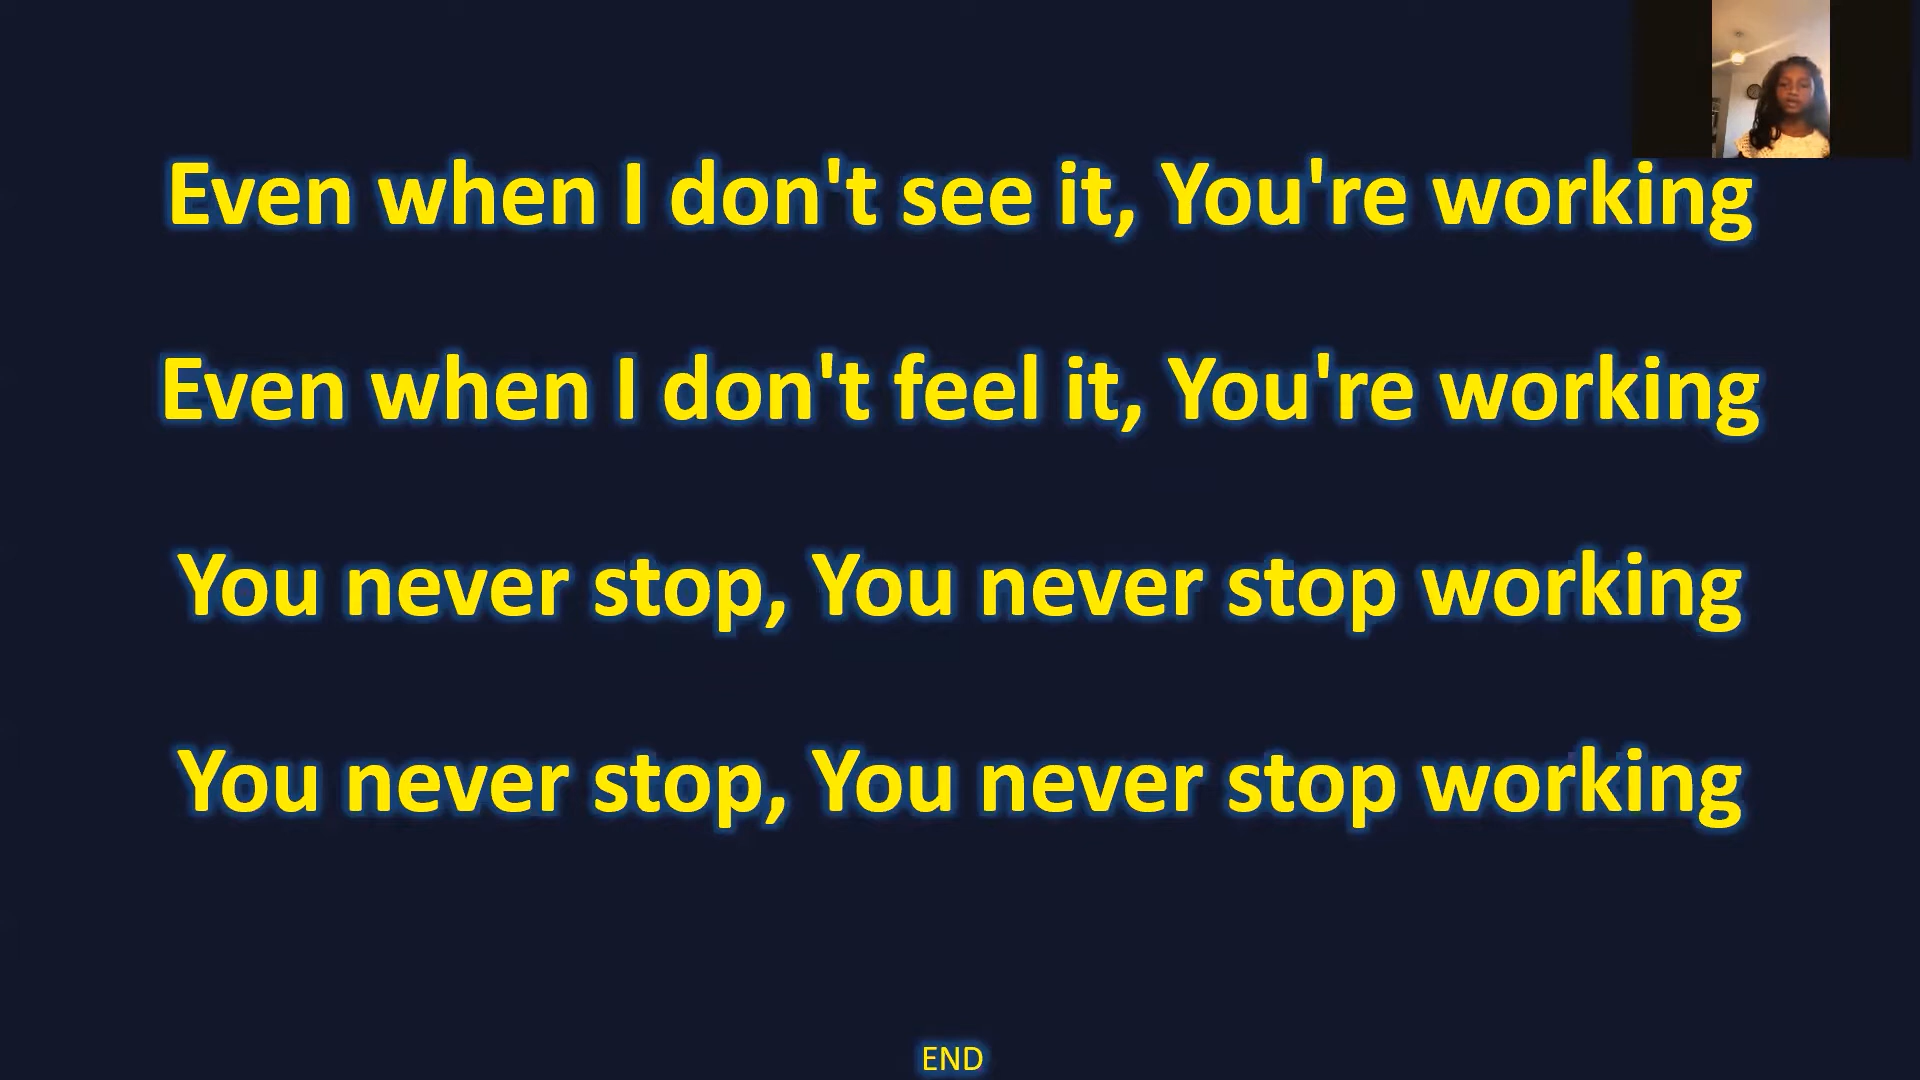 Even when I don't see it, You're working
Even when I don't feel it, You're working
You never stop, You never stop working
You never stop, You never stop working
END